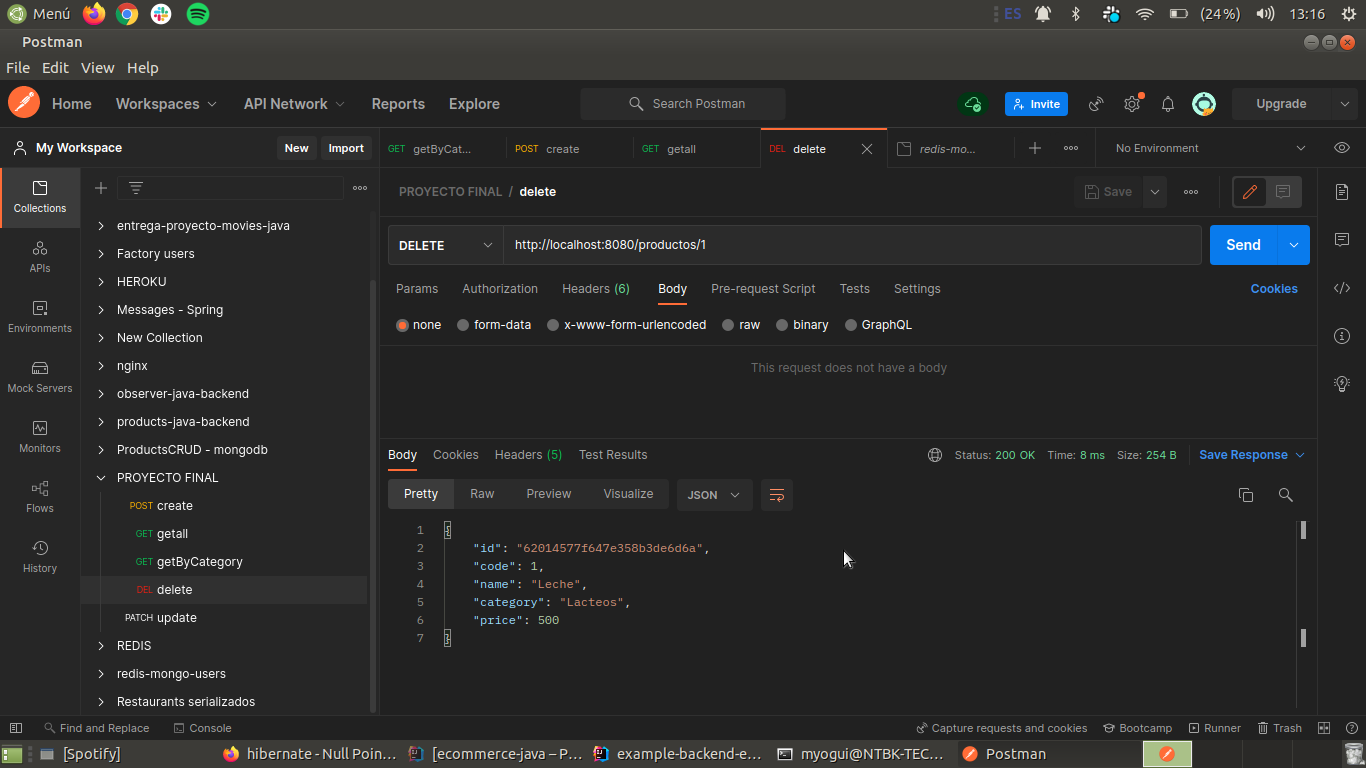 Menú ES (24%) 13:16
Postman
File Edit View Help
Home Workspaces API Network Reports Explore Search Postman Invite Upgrade
My Workspace New Import GET getByCat... POST create GET getall DEL delete redis-mo... No Environment
Collections
APIs
Environments
Mock Servers
Monitors
Flows
History
entrega-proyecto-movies-java
Factory users
HEROKU
Messages - Spring
New Collection
nginx
observer-java-backend
products-java-backend
ProductsCRUD - mongodb
PROYECTO FINAL
POST create
GET getall
GET getByCategory
DEL delete
PATCH update
REDIS
redis-mongo-users
Restaurants serializados
PROYECTO FINAL / delete Save
DELETE http://localhost:8080/productos/1 Send
Params Authorization Headers (6) Body Pre-request Script Tests Settings Cookies
none form-data x-www-form-urlencoded raw binary GraphQL
This request does not have a body
Body Cookies Headers (5) Test Results Status: 200 OK Time: 8 ms Size: 254 B Save Response
Pretty Raw Preview Visualize JSON
1 {
2 "id": "62014577f647e358b3de6d6a",
3 "code": 1,
4 "name": "Leche",
5 "category": "Lacteos",
6 "price": 500
7 }
Find and Replace Console Capture requests and cookies Bootcamp Runner Trash
[Spotify] hibernate - Null Poin... [ecommerce-java – P... example-backend-e... myogui@NTBK-TEC... Postman